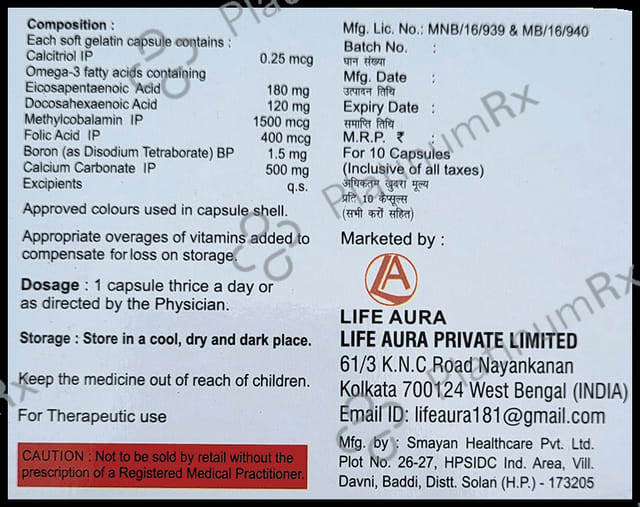 Composition :
Each soft gelatin capsule contains :
Calcitriol IP 0.25 mcg
Omega-3 fatty acids containing
Eicosapentaenoic Acid 180 mg
Docosahexaenoic Acid 120 mg
Methylcobalamin IP 1500 mcg
Folic Acid IP 400 mcg
Boron (as Disodium Tetraborate) BP 1.5 mg
Calcium Carbonate IP 500 mg
Excipients q.s.
Approved colours used in capsule shell.
Appropriate overages of vitamins added to
compensate for loss on storage.
Dosage : 1 capsule thrice a day or
as directed by the Physician.
Storage : Store in a cool, dry and dark place.
Keep the medicine out of reach of children.
For Therapeutic use
CAUTION : Not to be sold by retail without the
prescription of a Registered Medical Practitioner.
Mfg. Lic. No.: MNB/16/939 & MB/16/940
Batch No. :
घान संख्या
Mfg. Date :
उत्पादन तिथि
Expiry Date :
समाप्ति तिथि
M.R.P. ₹ :
For 10 Capsules
(Inclusive of all taxes)
अधिकतम खुदरा मूल्य
प्रति 10 कैप्सूल्स
(सभी करों सहित)
Marketed by :
LA
LIFE AURA
LIFE AURA PRIVATE LIMITED
61/3 K.N.C Road Nayankanan
Kolkata 700124 West Bengal (INDIA)
Email ID: lifeaura181@gmail.com
Mfg. by : Smayan Healthcare Pvt. Ltd.
Plot No. 26-27, HPSIDC Ind. Area, Vill.
Davni, Baddi, Distt. Solan (H.P.) - 173205
PlatinumRx
PlatinumRx
PlatinumRx
PlatinumRx
Rx